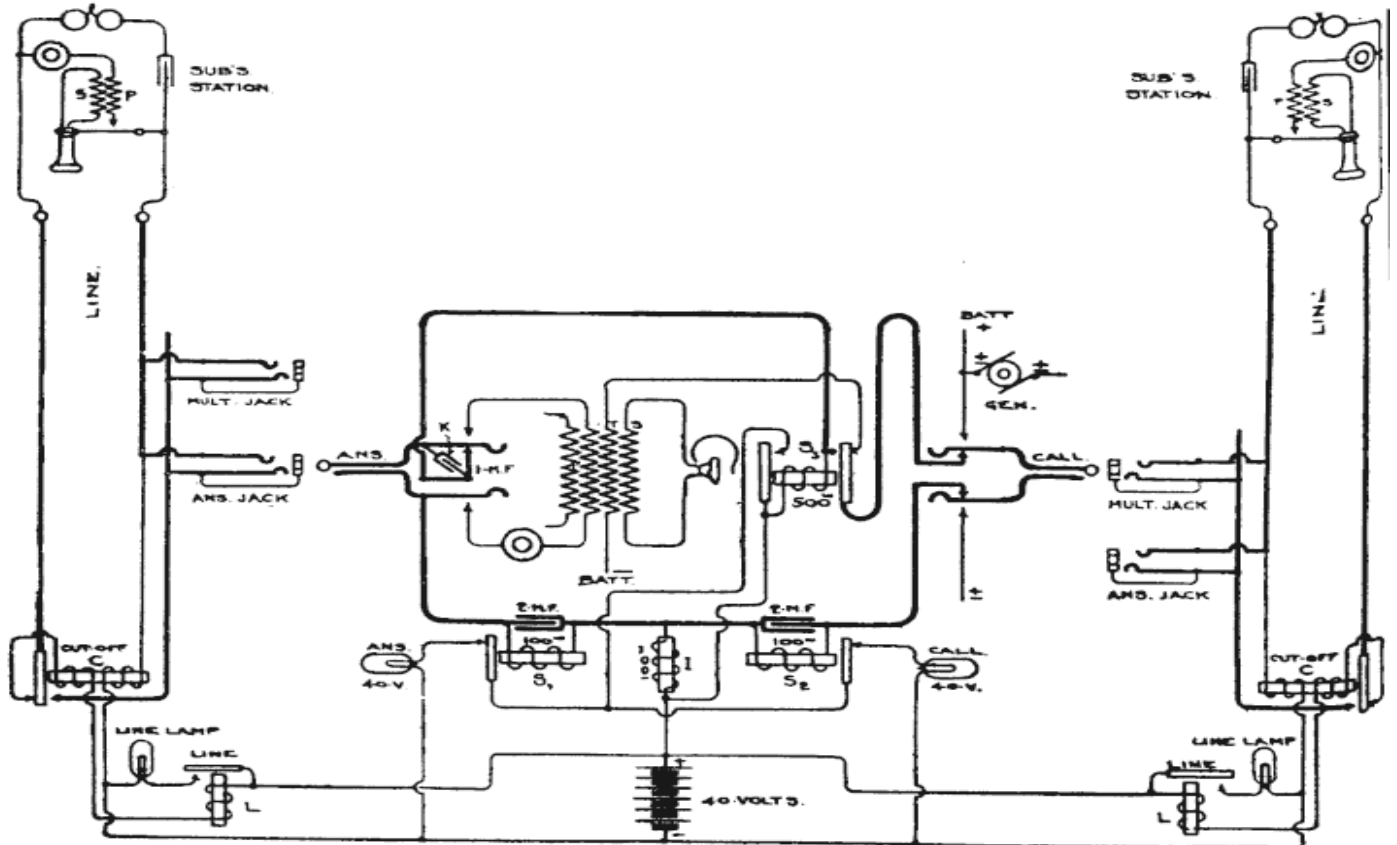 SUB'S
STATION.
S P
SUB'S
STATION.
P S
LINE.
LINE.
BATT
+
GEN.
MULT. JACK
K
1-M.F
T S
ANS.
S3
500
CALL.
ANS. JACK
MULT. JACK
BATT.
±
ANS. JACK
2-M.F.
2-M.F
100
100
ANS.
CALL.
I
S1
S2
40-V.
40-V.
CUT-OFF
C
CUT-OFF
C
LINE LAMP
LINE
L
+
40-VOLTS.
-
LINE LAMP
LINE
L